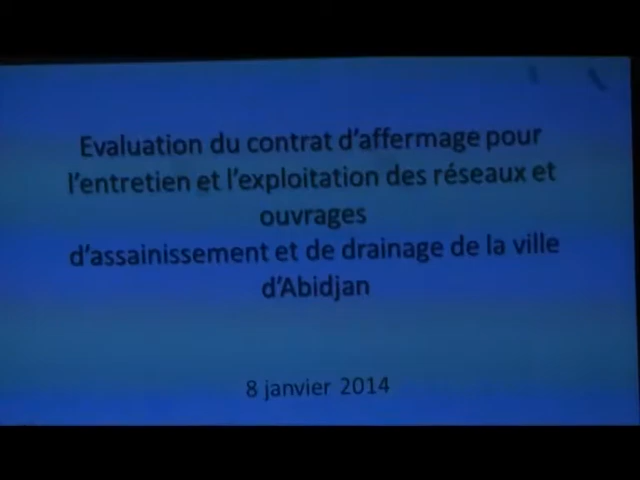 Evaluation du contrat d'affermage pour
l'entretien et l'exploitation des réseaux et
ouvrages
d'assainissement et de drainage de la ville
d'Abidjan
8 janvier 2014